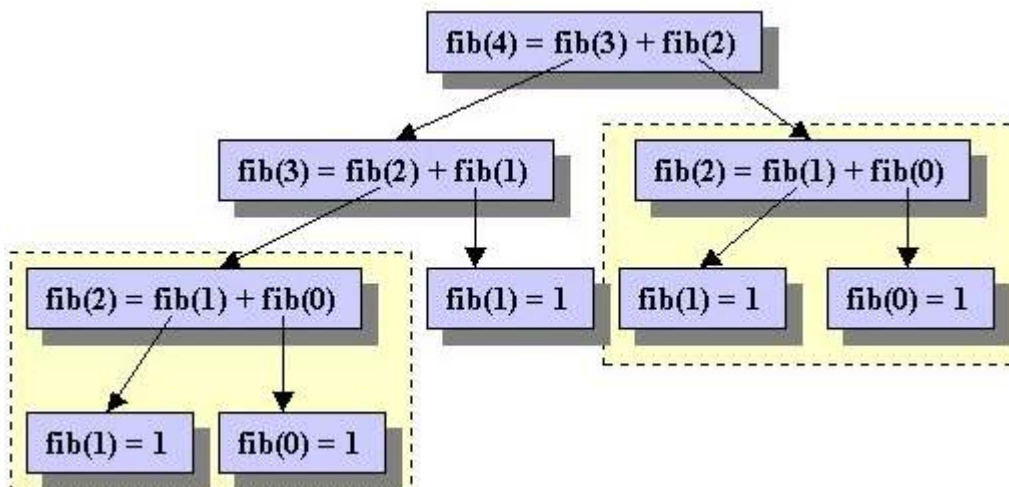 fib(4) = fib(3) + fib(2)
fib(3) = fib(2) + fib(1)
fib(2) = fib(1) + fib(0)
fib(2) = fib(1) + fib(0)
fib(1) = 1
fib(1) = 1
fib(0) = 1
fib(1) = 1
fib(0) = 1